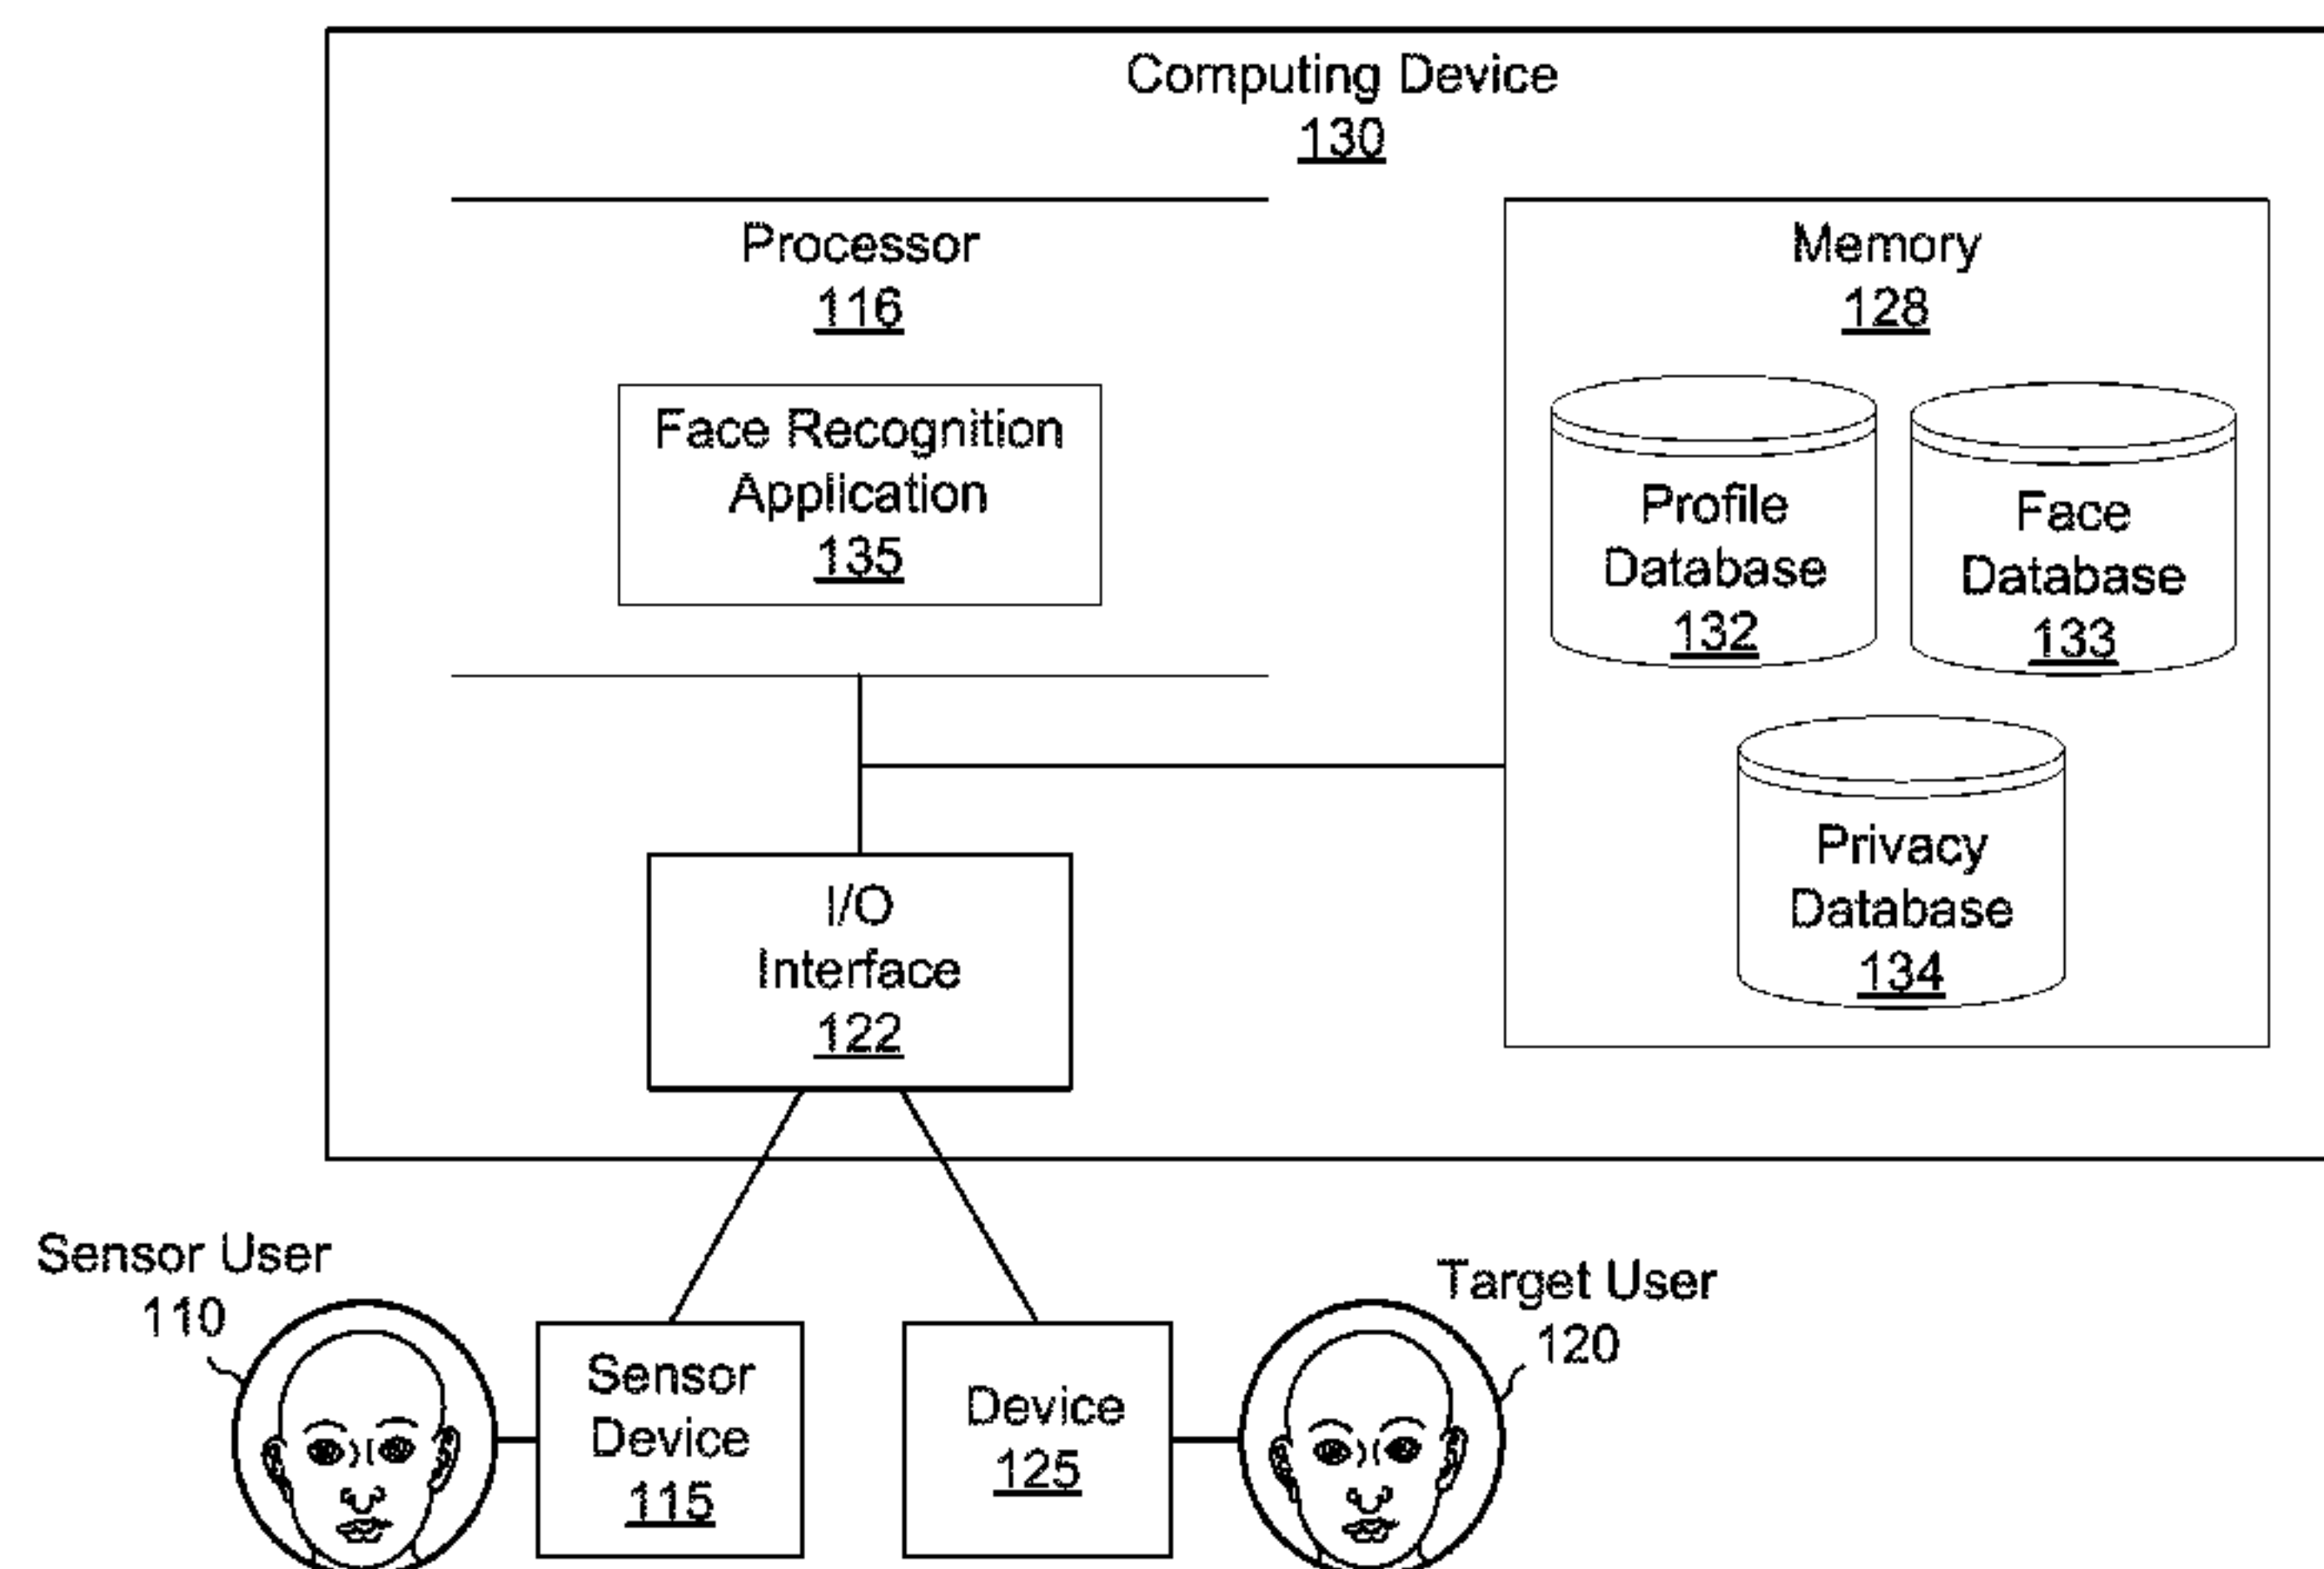 Computing Device
130
Processor
116
Face Recognition
Application
135
Memory
128
Profile
Database
132
Face
Database
133
Privacy
Database
134
I/O
Interface
122
Sensor User
110
Sensor
Device
115
Device
125
Target User
120